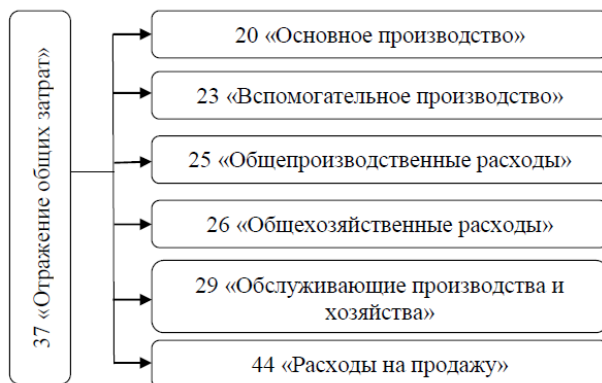 37 «Отражение общих затрат»
20 «Основное производство»
23 «Вспомогательное производство»
25 «Общепроизводственные расходы»
26 «Общехозяйственные расходы»
29 «Обслуживающие производства и
хозяйства»
44 «Расходы на продажу»